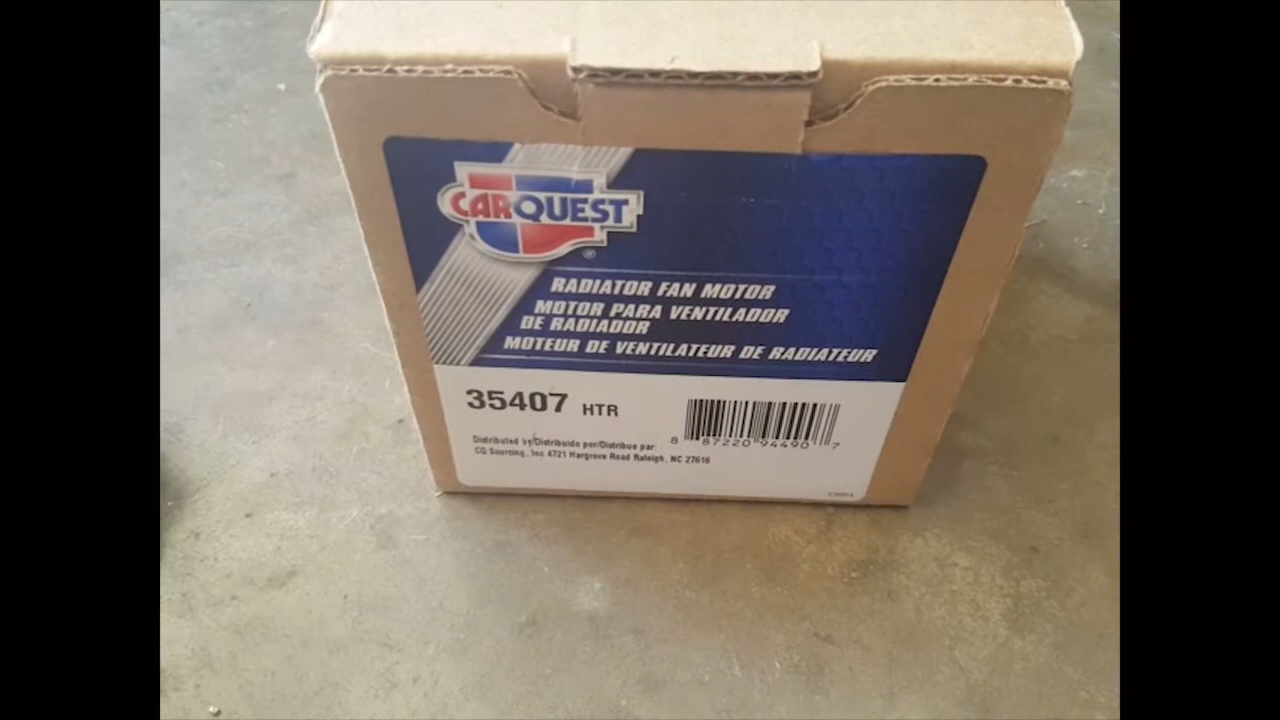 CARQUEST
®
RADIATOR FAN MOTOR
MOTOR PARA VENTILADOR
DE RADIADOR
MOTEUR DE VENTILATEUR DE RADIATEUR
35407 HTR
8 87220 94490 7
Distributed by/Distribuido por/Distribue par:
CQ Sourcing, Inc 4721 Hargrove Road Raleigh, NC 27616